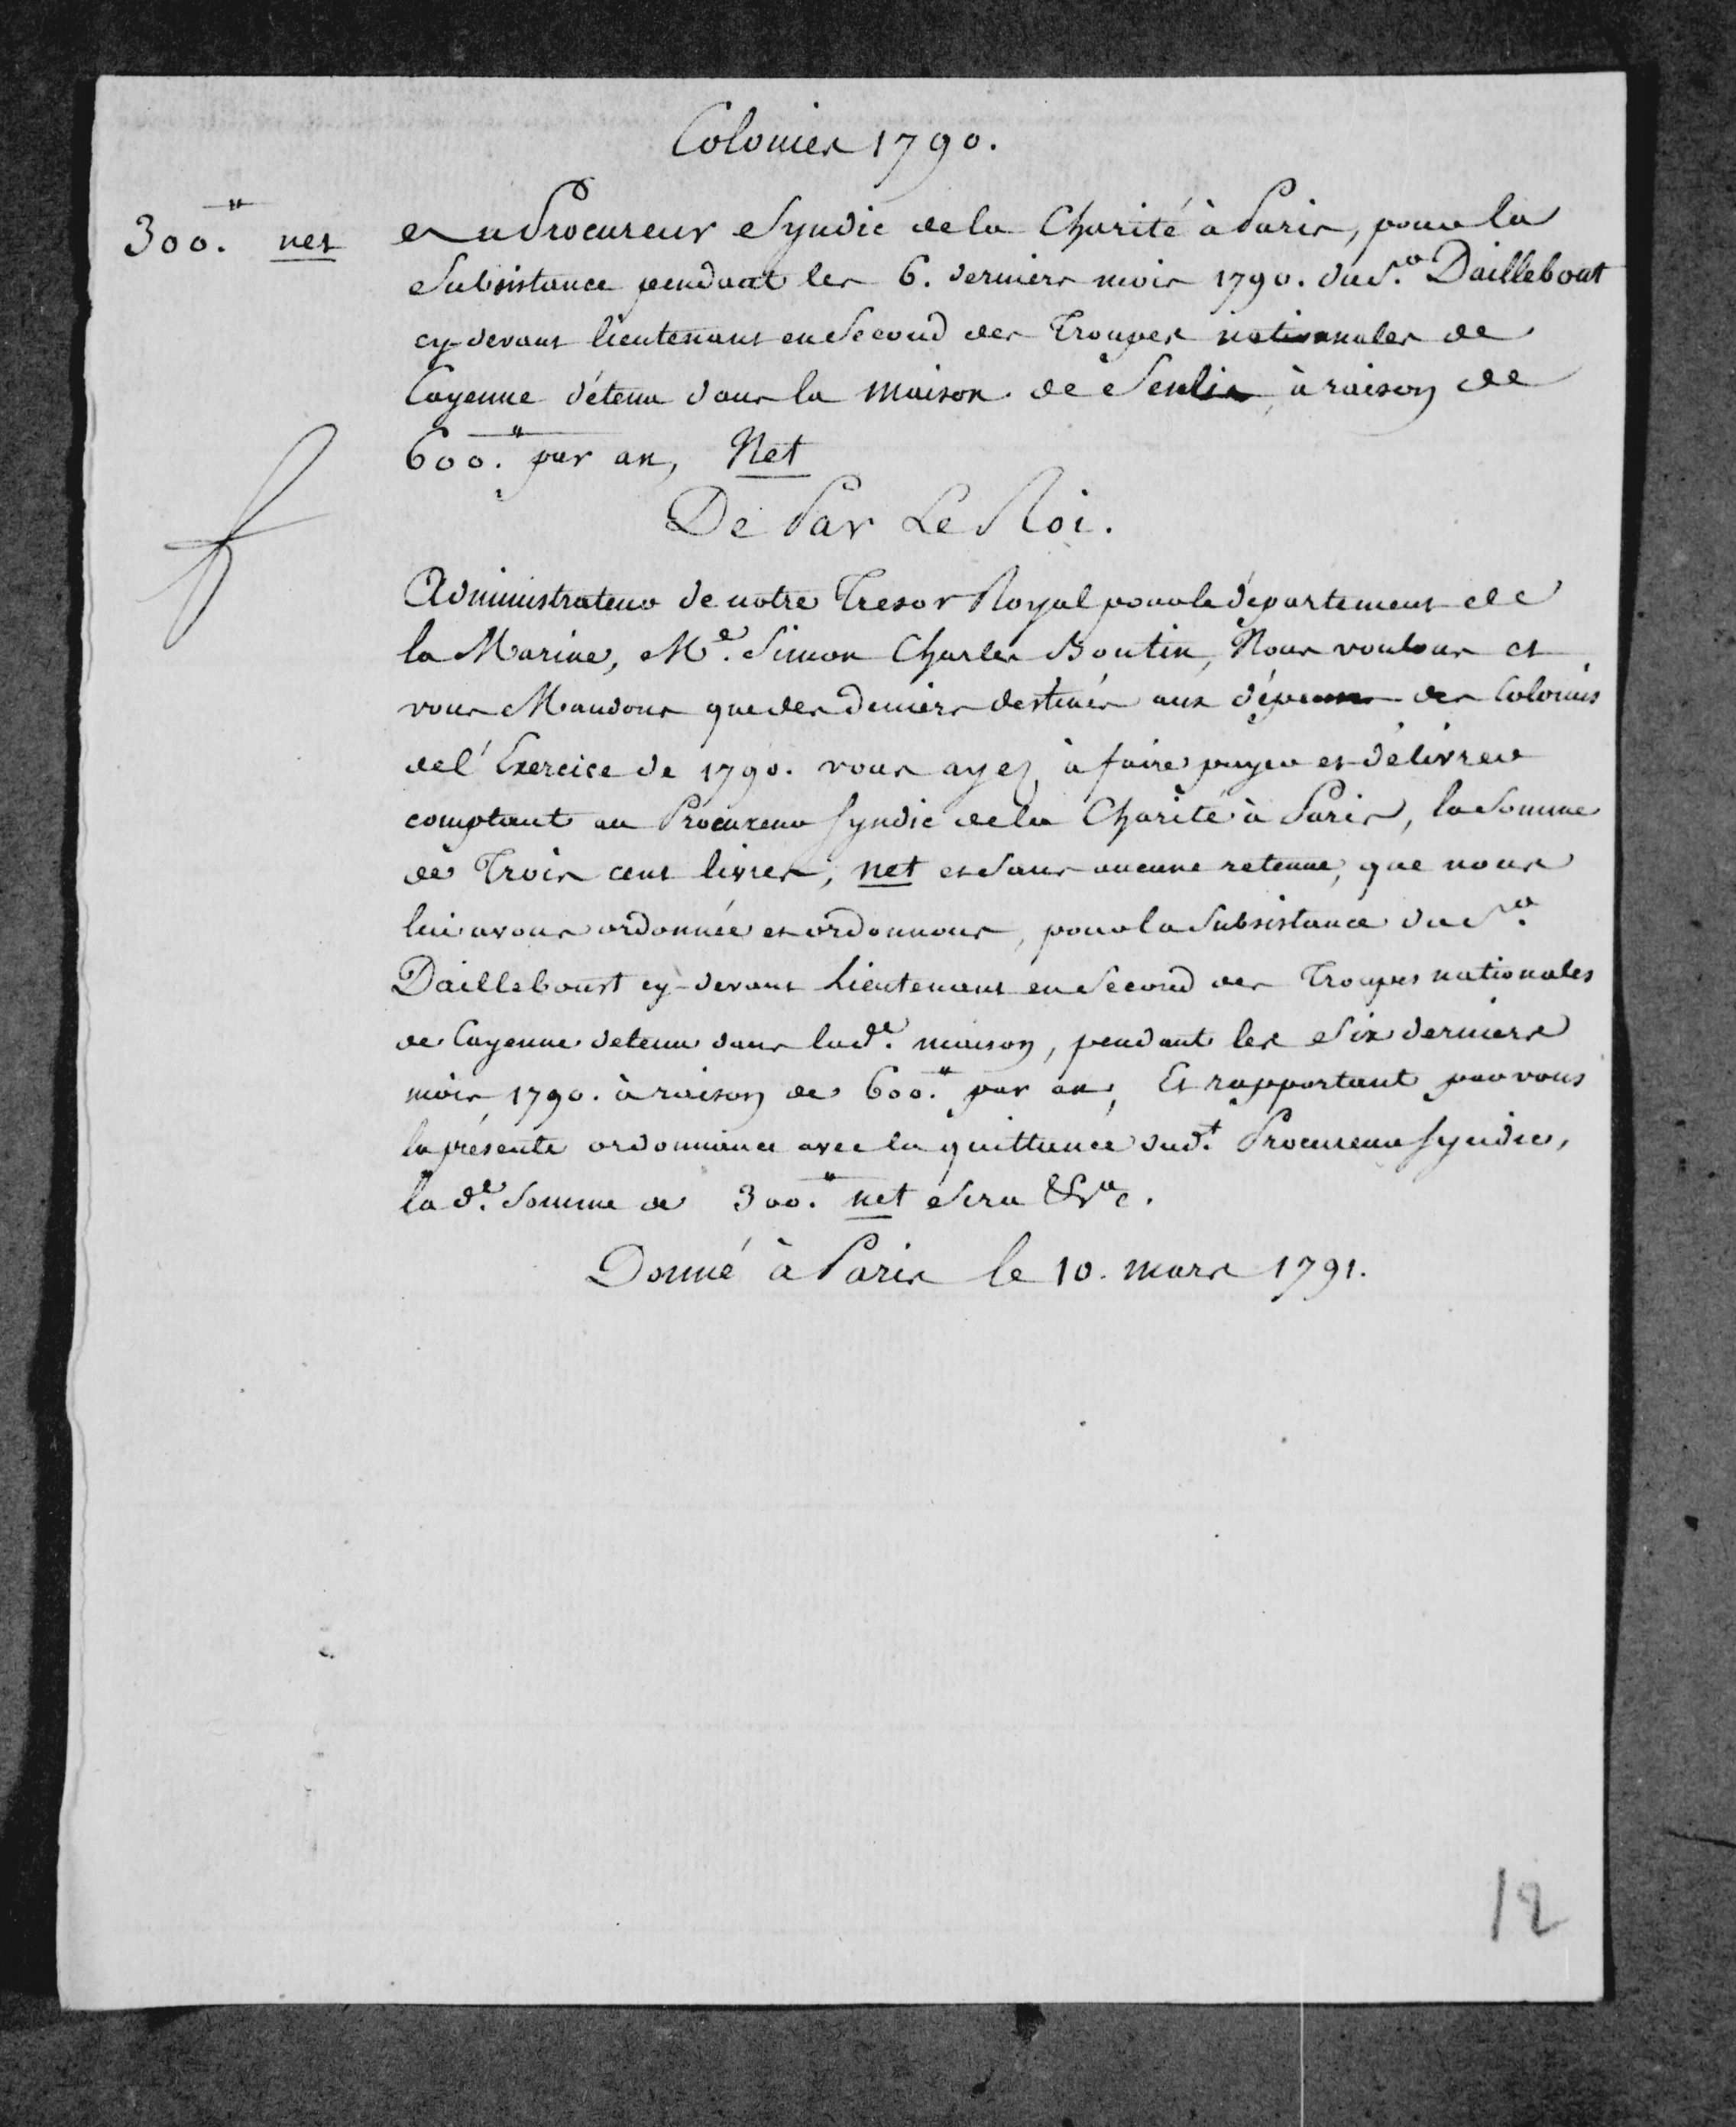 Colonies 1790.
300.ᵗᵗ net
au Procureur Syndic de la Charité à Paris, pour la
Subsistance pendant les 6. derniers mois 1790. du S.ʳ Daillebout
cy-devant lieutenant en Second des Troupes nationales de
Cayenne détenu dans la maison de Senlis, à raison de
600.ᵗᵗ par an, Net
De Par Le Roi.
Administrateur de notre Tresor Royal pour le département de
la Marine, M.ᵉ Simon Charles Boutin, Nous voulons et
vous Mandons que des deniers destinés aux dépenses des Colonies
de l'Exercice de 1790. vous ayez à faire payer et délivrer
comptant au Procureur Syndic de la Charité à Paris, la Somme
de Trois cent livres, net et Sans aucune retenue, que nous
lui avons ordonnée et ordonnons, pour la Subsistance du S.ʳ
Daillebout cy-devant Lieutenant en Second des Troupes nationales
de Cayenne detenu dans lad.ᵉ maison, pendant les Six derniers
mois 1790. à raison de 600.ᵗᵗ par an, Et rapportant par vous
la présente ordonnance avec la quittance dud.ᵗ Procureur Syndic,
la d.ᵉ Somme de 300.ᵗᵗ net Sera &c.
Donné à Paris le 10. mars 1791.
12